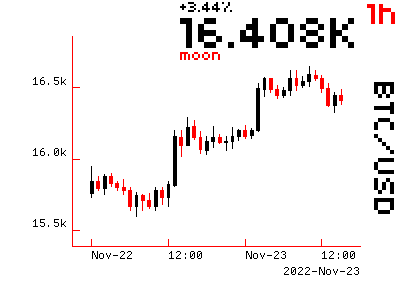 +3.44%
1h
16.408K
moon
16.5k
16.0k
15.5k
BTC/USD
Nov-22 12:00 Nov-23 12:00
2022-Nov-23